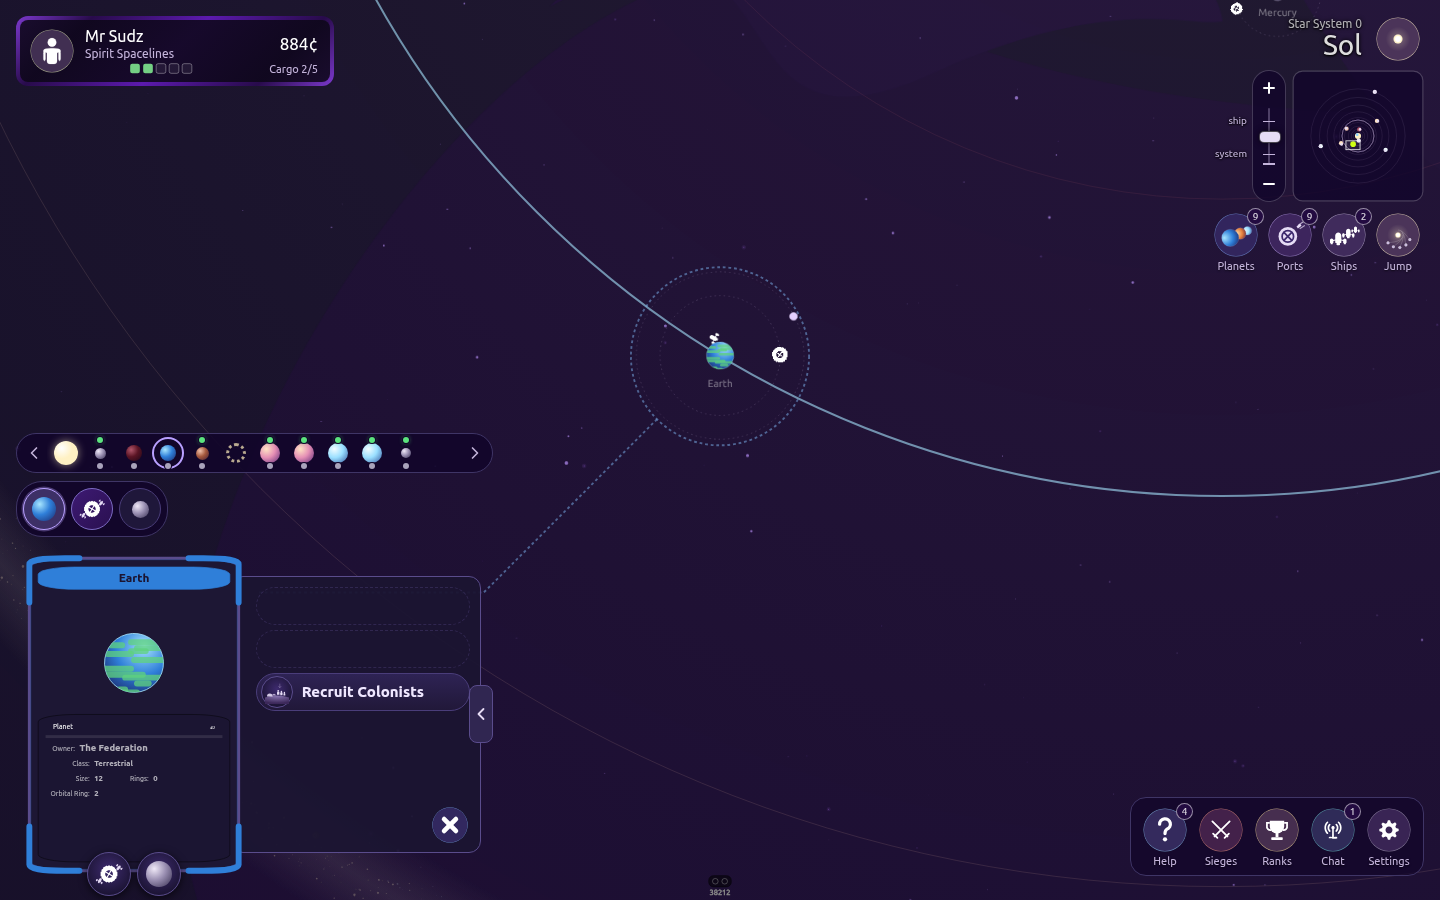 Mr Sudz
Spirit Spacelines
884¢
Cargo 2/5
Mercury
Star System 0
Sol
ship
system
9
9
2
Planets
Ports
Ships
Jump
Earth
Earth
Planet
Owner: The Federation
Class: Terrestrial
Size: 12 Rings: 0
Orbital Ring: 2
Recruit Colonists
4
1
Help
Sieges
Ranks
Chat
Settings
38212